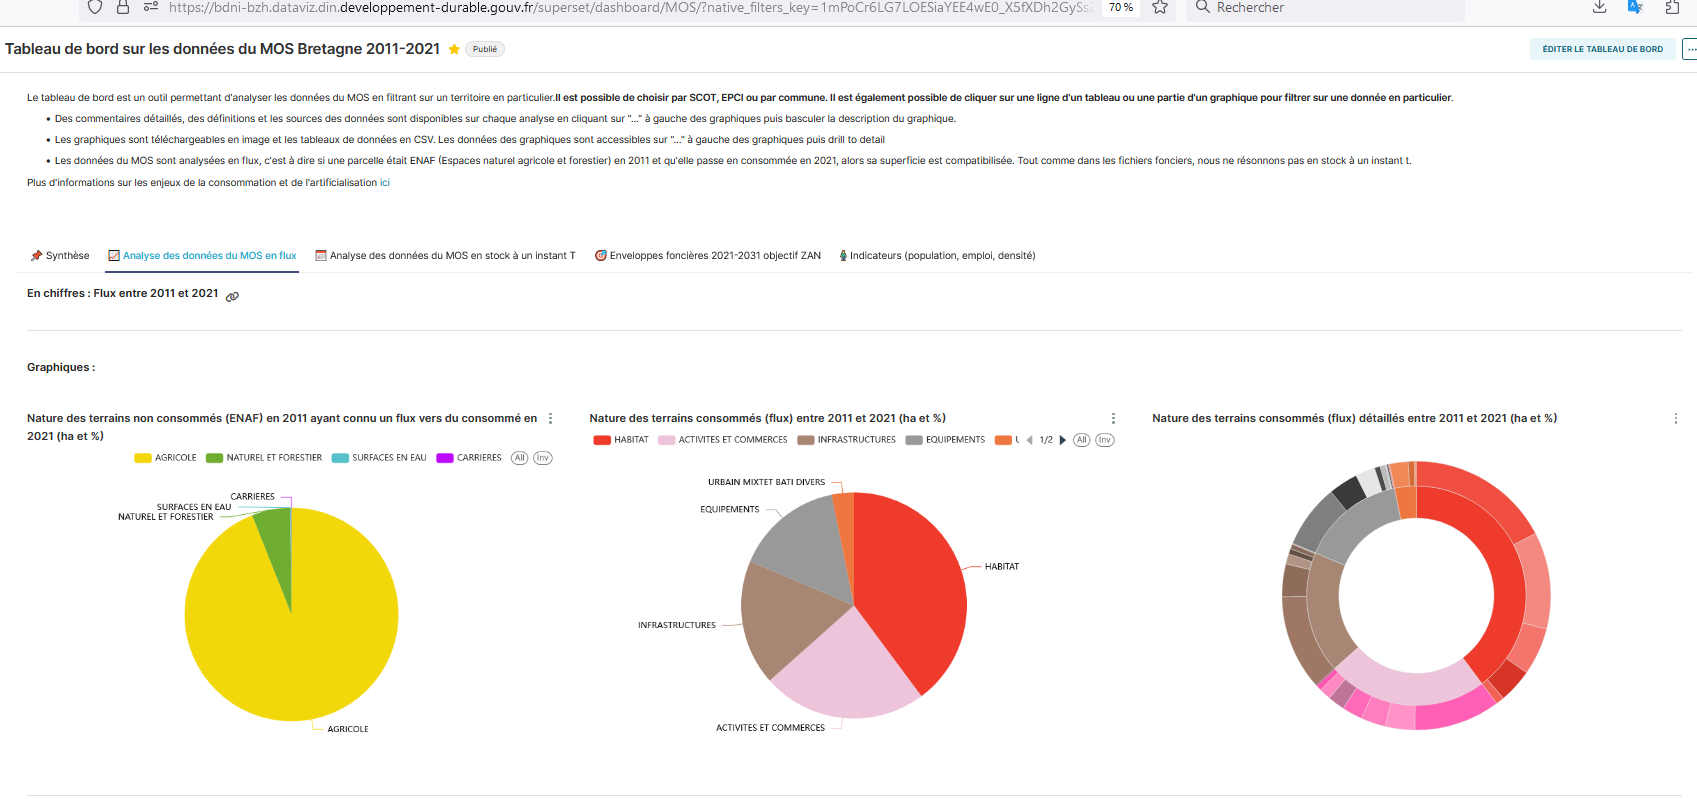 https://bdni-bzh.dataviz.din.developpement-durable.gouv.fr/superset/dashboard/MOS/?native_filters_key=1mPoCr6LG7LOESiaYEE4wE0_X5fXDh2GySs2
70 %
Rechercher
Tableau de bord sur les données du MOS Bretagne 2011-2021
Publié
ÉDITER LE TABLEAU DE BORD
Le tableau de bord est un outil permettant d'analyser les données du MOS en filtrant sur un territoire en particulier.Il est possible de choisir par SCOT, EPCI ou par commune. Il est également possible de cliquer sur une ligne d'un tableau ou une partie d'un graphique pour filtrer sur une donnée en particulier.
• Des commentaires détaillés, des définitions et les sources des données sont disponibles sur chaque analyse en cliquant sur "..." à gauche des graphiques puis basculer la description du graphique.
• Les graphiques sont téléchargeables en image et les tableaux de données en CSV. Les données des graphiques sont accessibles sur "..." à gauche des graphiques puis drill to detail
• Les données du MOS sont analysées en flux, c'est à dire si une parcelle était ENAF (Espaces naturel agricole et forestier) en 2011 et qu'elle passe en consommée en 2021, alors sa superficie est compatibilisée. Tout comme dans les fichiers fonciers, nous ne résonnons pas en stock à un instant t.
Plus d'informations sur les enjeux de la consommation et de l'artificialisation ici
Synthèse
Analyse des données du MOS en flux
Analyse des données du MOS en stock à un instant T
Enveloppes foncières 2021-2031 objectif ZAN
Indicateurs (population, emploi, densité)
En chiffres : Flux entre 2011 et 2021
Graphiques :
Nature des terrains non consommés (ENAF) en 2011 ayant connu un flux vers du consommé en
2021 (ha et %)
AGRICOLE
NATUREL ET FORESTIER
SURFACES EN EAU
CARRIERES
All
Inv
CARRIERES
SURFACES EN EAU
NATUREL ET FORESTIER
AGRICOLE
Nature des terrains consommés (flux) entre 2011 et 2021 (ha et %)
HABITAT
ACTIVITES ET COMMERCES
INFRASTRUCTURES
EQUIPEMENTS
1/2
All
Inv
URBAIN MIXTET BATI DIVERS
EQUIPEMENTS
HABITAT
INFRASTRUCTURES
ACTIVITES ET COMMERCES
Nature des terrains consommés (flux) détaillés entre 2011 et 2021 (ha et %)